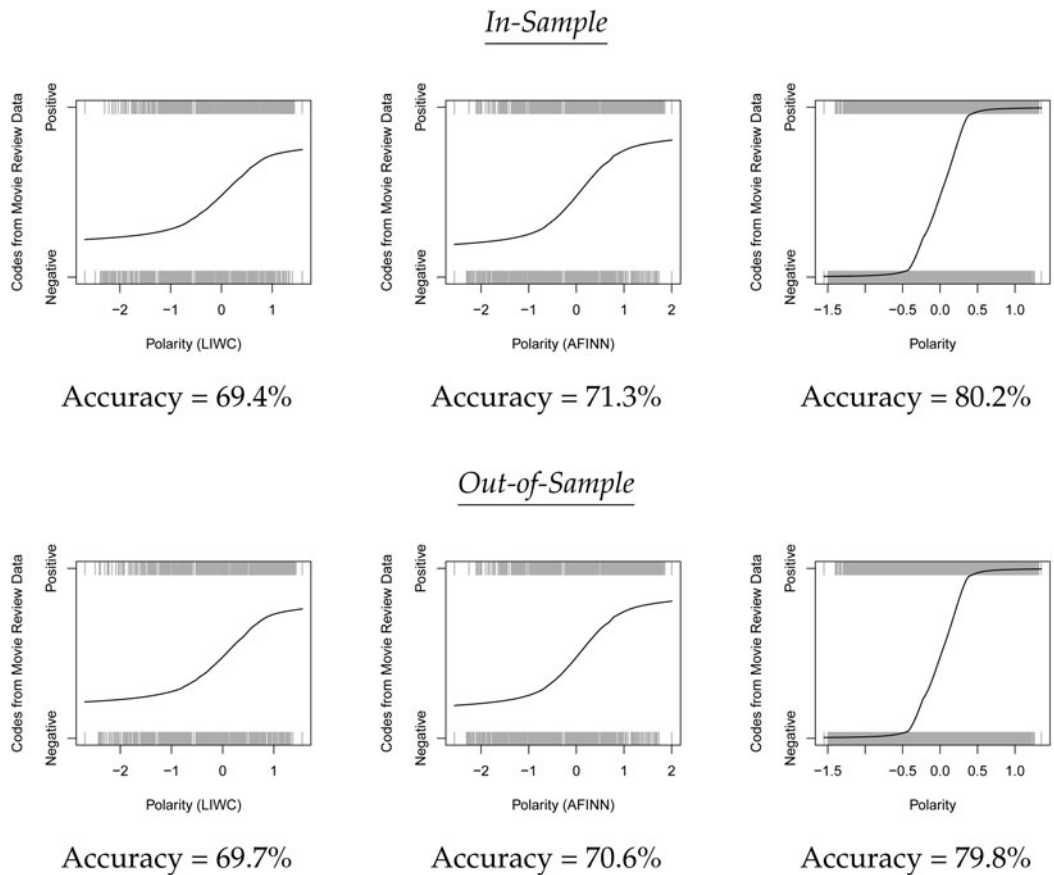 In-Sample
Codes from Movie Review Data
Negative
Positive
−2 −1 0 1
Polarity (LIWC)
Accuracy = 69.4%
Codes from Movie Review Data
Negative
Positive
−2 −1 0 1 2
Polarity (AFINN)
Accuracy = 71.3%
Codes from Movie Review Data
Negative
Positive
−1.5 −0.5 0.0 0.5 1.0
Polarity
Accuracy = 80.2%
Out-of-Sample
Codes from Movie Review Data
Negative
Positive
−2 −1 0 1
Polarity (LIWC)
Accuracy = 69.7%
Codes from Movie Review Data
Negative
Positive
−2 −1 0 1 2
Polarity (AFINN)
Accuracy = 70.6%
Codes from Movie Review Data
Negative
Positive
−1.5 −0.5 0.0 0.5 1.0
Polarity
Accuracy = 79.8%